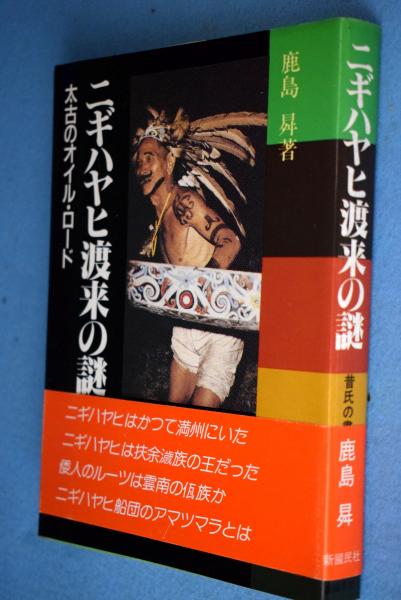 ニギハヤヒ渡来の謎
太古のオイル・ロード
鹿島 曻著
ニギハヤヒはかつて満州にいた
ニギハヤヒは扶余濊族の王だった
倭人のルーツは雲南の佤族か
ニギハヤヒ船団のアマツマラとは
ニギハヤヒ渡来の謎
昔氏の
鹿島 曻
新國民社